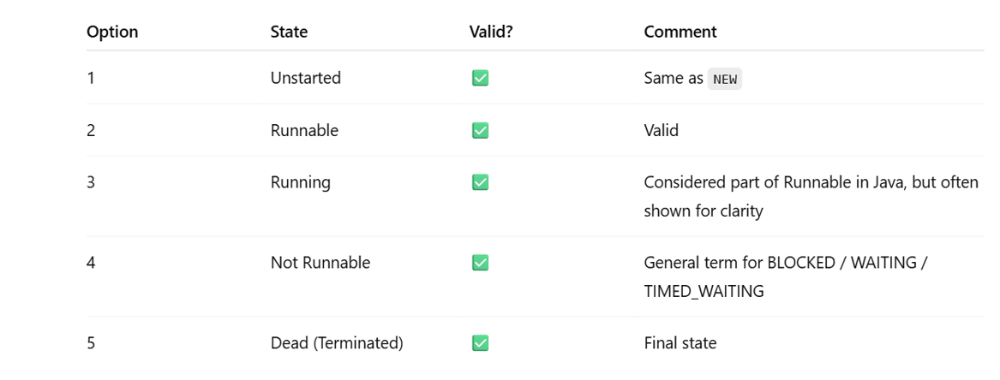 Option State Valid? Comment
1 Unstarted ✅ Same as NEW
2 Runnable ✅ Valid
3 Running ✅ Considered part of Runnable in Java, but often
shown for clarity
4 Not Runnable ✅ General term for BLOCKED / WAITING /
TIMED_WAITING
5 Dead (Terminated) ✅ Final state